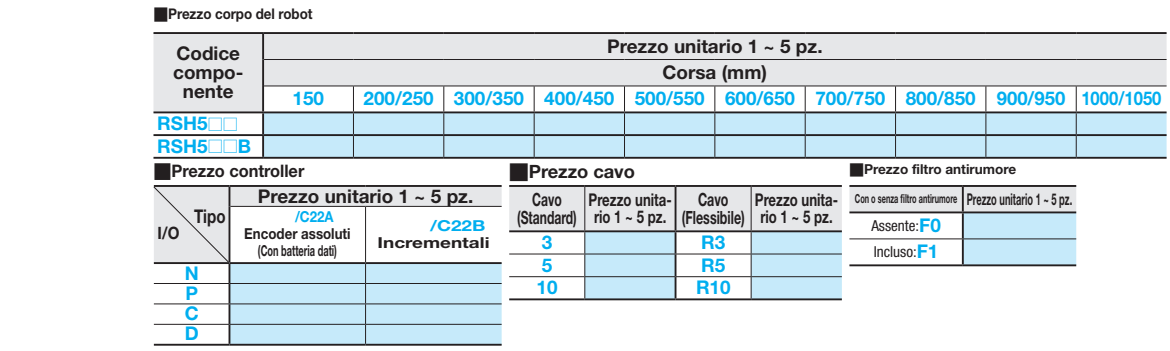 ■Prezzo corpo del robot
Codice compo-nente
Prezzo unitario 1 ~ 5 pz.
Corsa (mm)
150 200/250 300/350 400/450 500/550 600/650 700/750 800/850 900/950 1000/1050
RSH5□□
RSH5□□B
■Prezzo controller
I/O Tipo
Prezzo unitario 1 ~ 5 pz.
/C22A
Encoder assoluti
(Con batteria dati)
/C22B
Incrementali
N
P
C
D
■Prezzo cavo
Cavo (Standard) Prezzo unita-rio 1 ~ 5 pz. Cavo (Flessibile) Prezzo unita-rio 1 ~ 5 pz.
3 R3
5 R5
10 R10
■Prezzo filtro antirumore
Con o senza filtro antirumore Prezzo unitario 1 ~ 5 pz.
Assente:F0
Incluso:F1